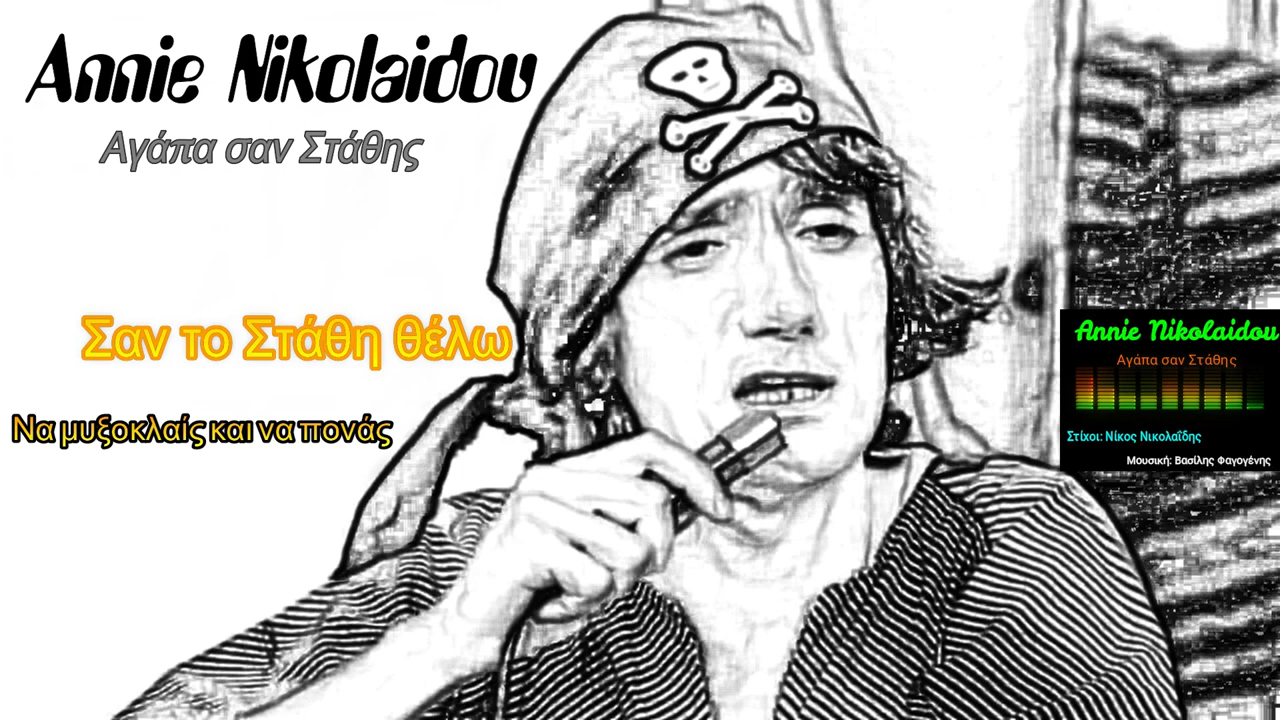 Annie Nikolaidou
Αγάπα σαν Στάθης
Σαν το Στάθη θέλω
Να μυξοκλαίς και να πονάς
Annie Nikolaidou
Αγάπα σαν Στάθης
Στίχοι: Νίκος Νικολαΐδης
Μουσική: Βασίλης Φαγογένης